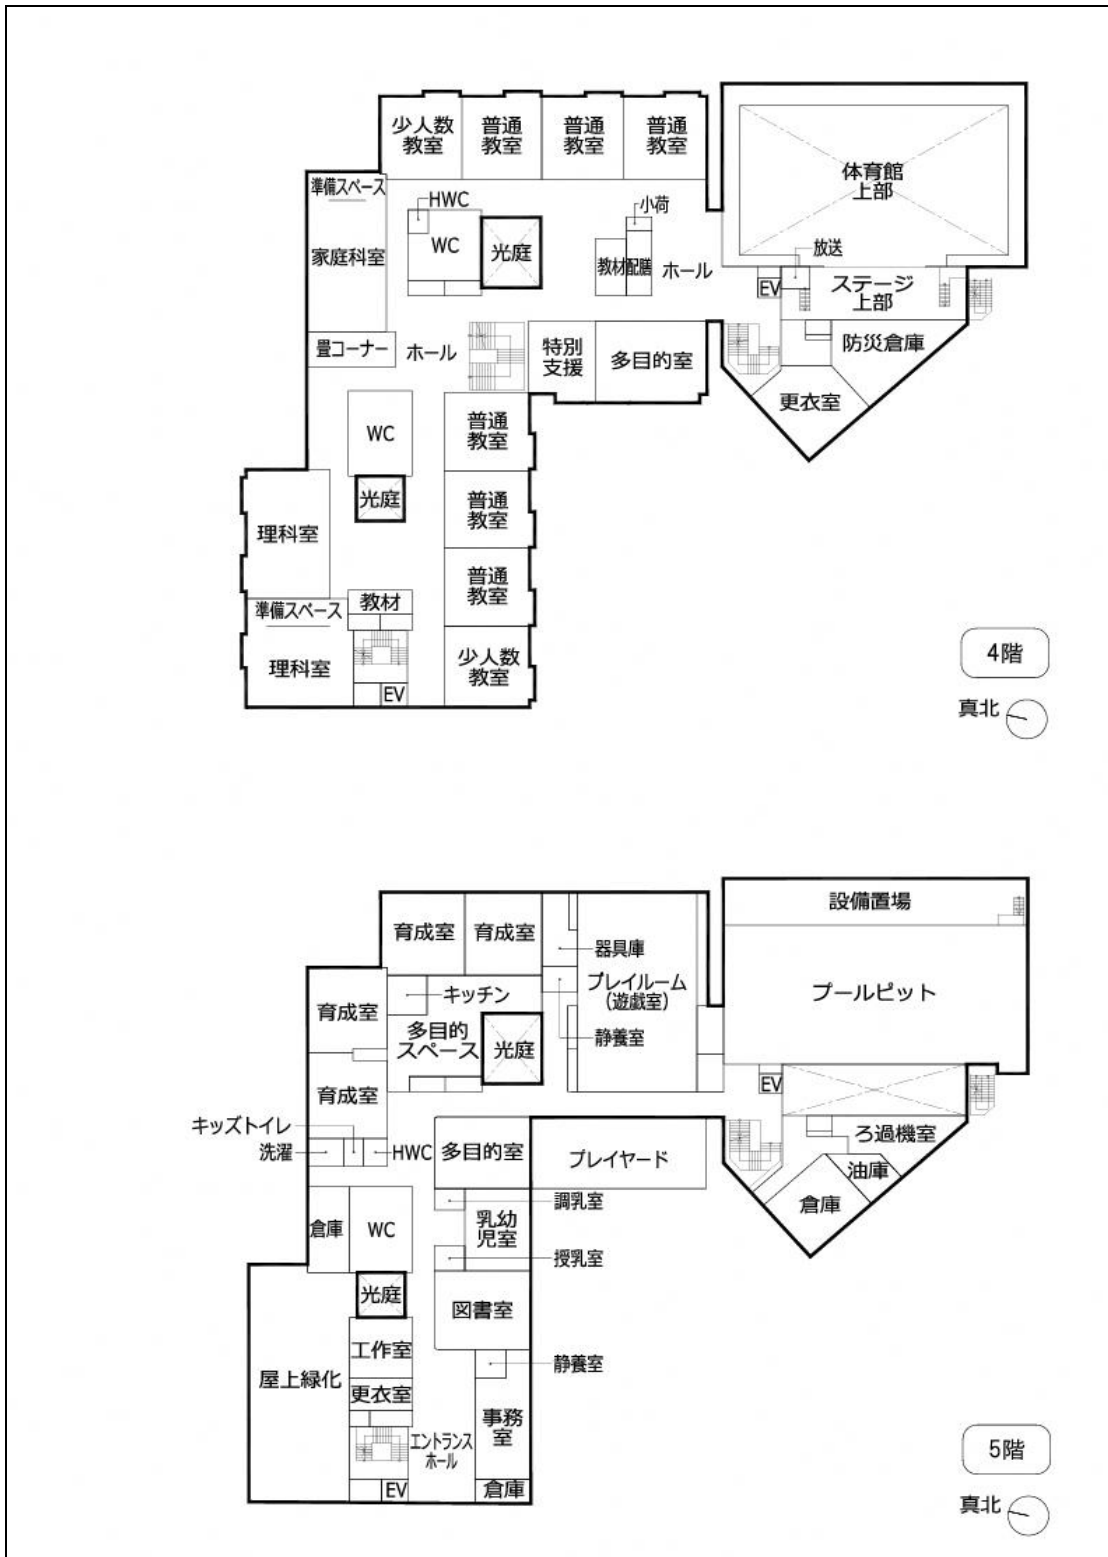 少人数
教室
普通
教室
普通
教室
普通
教室
体育館
上部
準備スペース
HWC
小荷
WC
光庭
家庭科室
教材
配膳
ホール
放送
EV
ステージ
上部
畳コーナー
ホール
特別
支援
多目的室
防災倉庫
更衣室
WC
普通
教室
光庭
普通
教室
理科室
普通
教室
準備スペース
教材
理科室
少人数
教室
EV
4階
真北
設備置場
育成室
育成室
器具庫
キッチン
プレイルーム
(遊戯室)
プールピット
育成室
多目的
スペース
光庭
静養室
EV
育成室
キッズトイレ
洗濯
HWC
多目的室
プレイヤード
ろ過機室
油庫
倉庫
調乳室
倉庫
WC
乳幼
児室
授乳室
光庭
図書室
工作室
静養室
屋上緑化
更衣室
事務
室
エントランス
ホール
EV
倉庫
5階
真北